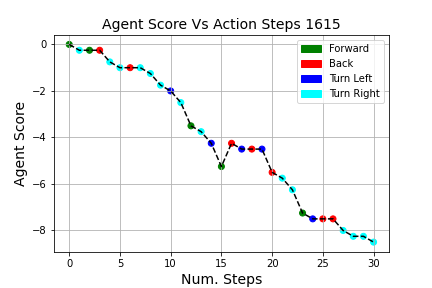 Agent Score Vs Action Steps 1615
Agent Score
0
−2
−4
−6
−8
Forward
Back
Turn Left
Turn Right
0 5 10 15 20 25 30
Num. Steps